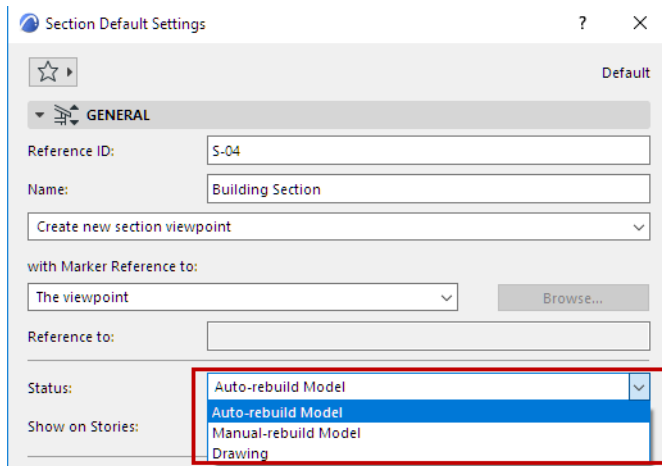 Section Default Settings ? ×
Default
GENERAL
Reference ID: S-04
Name: Building Section
Create new section viewpoint
with Marker Reference to:
The viewpoint Browse...
Reference to:
Status: Auto-rebuild Model
Auto-rebuild Model
Show on Stories: Manual-rebuild Model
Drawing